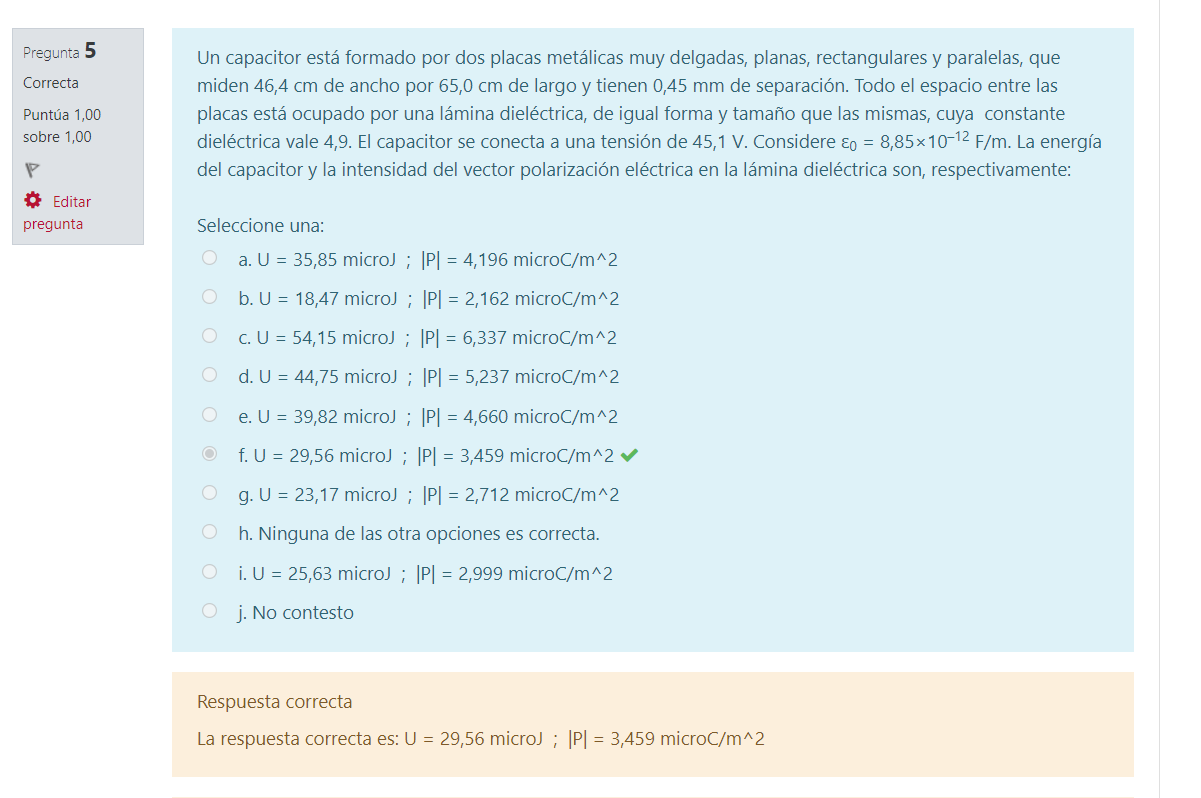 Pregunta 5
Correcta
Puntúa 1,00
sobre 1,00
Editar
pregunta
Un capacitor está formado por dos placas metálicas muy delgadas, planas, rectangulares y paralelas, que
miden 46,4 cm de ancho por 65,0 cm de largo y tienen 0,45 mm de separación. Todo el espacio entre las
placas está ocupado por una lámina dieléctrica, de igual forma y tamaño que las mismas, cuya constante
dieléctrica vale 4,9. El capacitor se conecta a una tensión de 45,1 V. Considere ε₀ = 8,85×10⁻¹² F/m. La energía
del capacitor y la intensidad del vector polarización eléctrica en la lámina dieléctrica son, respectivamente:
Seleccione una:
a. U = 35,85 microJ ; |P| = 4,196 microC/m^2
b. U = 18,47 microJ ; |P| = 2,162 microC/m^2
c. U = 54,15 microJ ; |P| = 6,337 microC/m^2
d. U = 44,75 microJ ; |P| = 5,237 microC/m^2
e. U = 39,82 microJ ; |P| = 4,660 microC/m^2
f. U = 29,56 microJ ; |P| = 3,459 microC/m^2
g. U = 23,17 microJ ; |P| = 2,712 microC/m^2
h. Ninguna de las otra opciones es correcta.
i. U = 25,63 microJ ; |P| = 2,999 microC/m^2
j. No contesto
Respuesta correcta
La respuesta correcta es: U = 29,56 microJ ; |P| = 3,459 microC/m^2